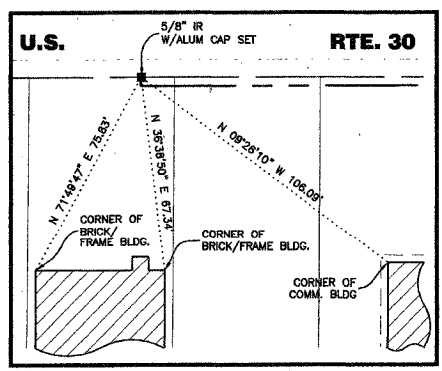 5/8" IR
W/ALUM CAP SET
U.S.
RTE. 30
N 71°49'47" E 75.83'
N 36°38'50" E 67.34'
N 09°26'10" W 106.09'
CORNER OF
BRICK/
FRAME BLDG.
CORNER OF
BRICK/FRAME BLDG.
CORNER OF
COMM. BLDG